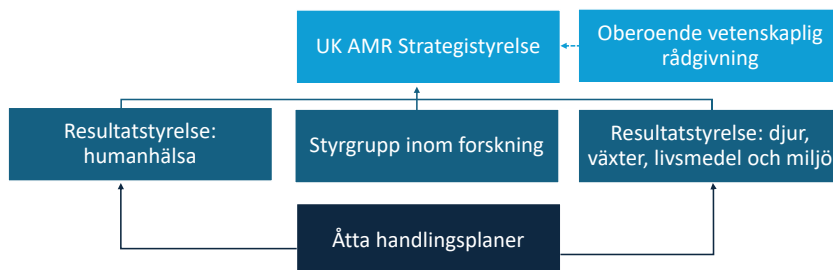 UK AMR Strategistyrelse
Oberoende vetenskaplig
rådgivning
Resultatstyrelse:
humanhälsa
Styrgrupp inom forskning
Resultatstyrelse: djur,
växter, livsmedel och miljö
Åtta handlingsplaner